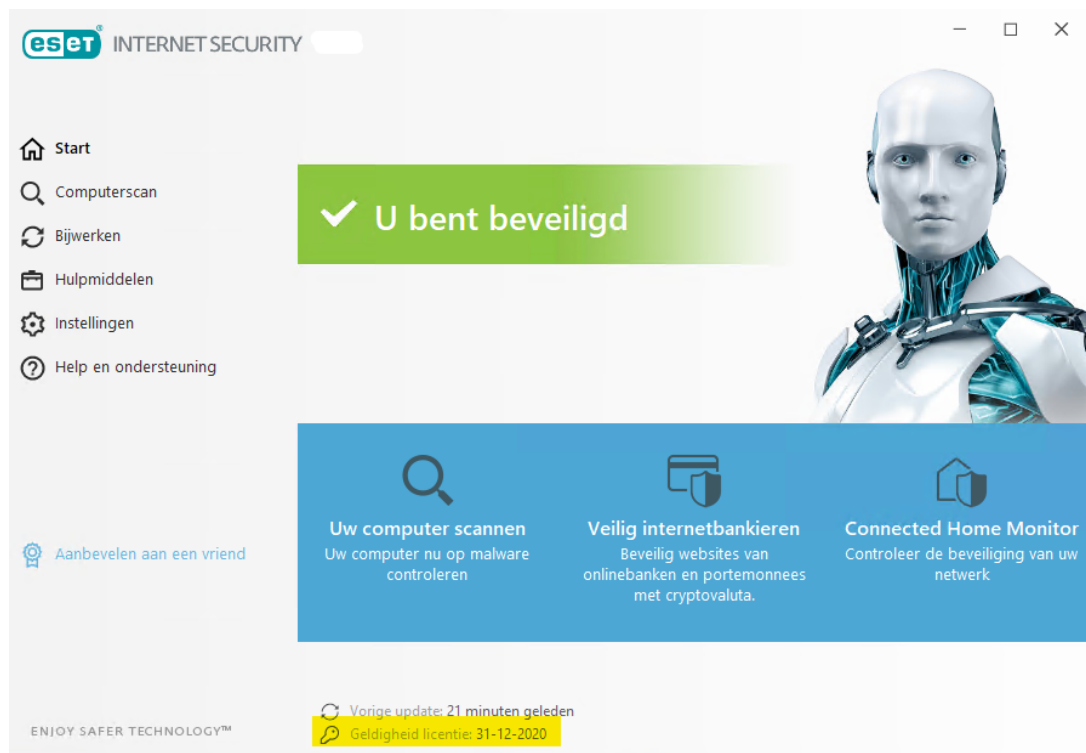 eset® INTERNET SECURITY
Start
Computerscan
Bijwerken
Hulpmiddelen
Instellingen
Help en ondersteuning
Aanbevelen aan een vriend
ENJOY SAFER TECHNOLOGY™
U bent beveiligd
Uw computer scannen
Uw computer nu op malware
controleren
Veilig internetbankieren
Beveilig websites van
onlinebanken en portemonnees
met cryptovaluta.
Connected Home Monitor
Controleer de beveiliging van uw
netwerk
Vorige update: 21 minuten geleden
Geldigheid licentie: 31-12-2020